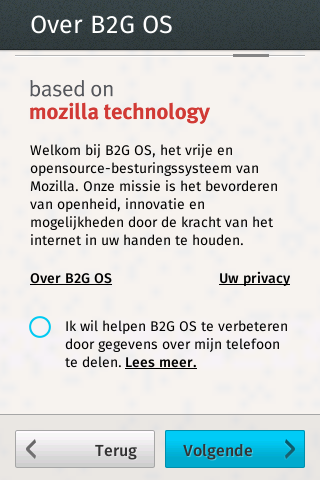 Over B2G OS
based on
mozilla technology
Welkom bij B2G OS, het vrije en
opensource-besturingssysteem van
Mozilla. Onze missie is het bevorderen
van openheid, innovatie en
mogelijkheden door de kracht van het
internet in uw handen te houden.
Over B2G OS Uw privacy
Ik wil helpen B2G OS te verbeteren
door gegevens over mijn telefoon
te delen. Lees meer.
Terug Volgende